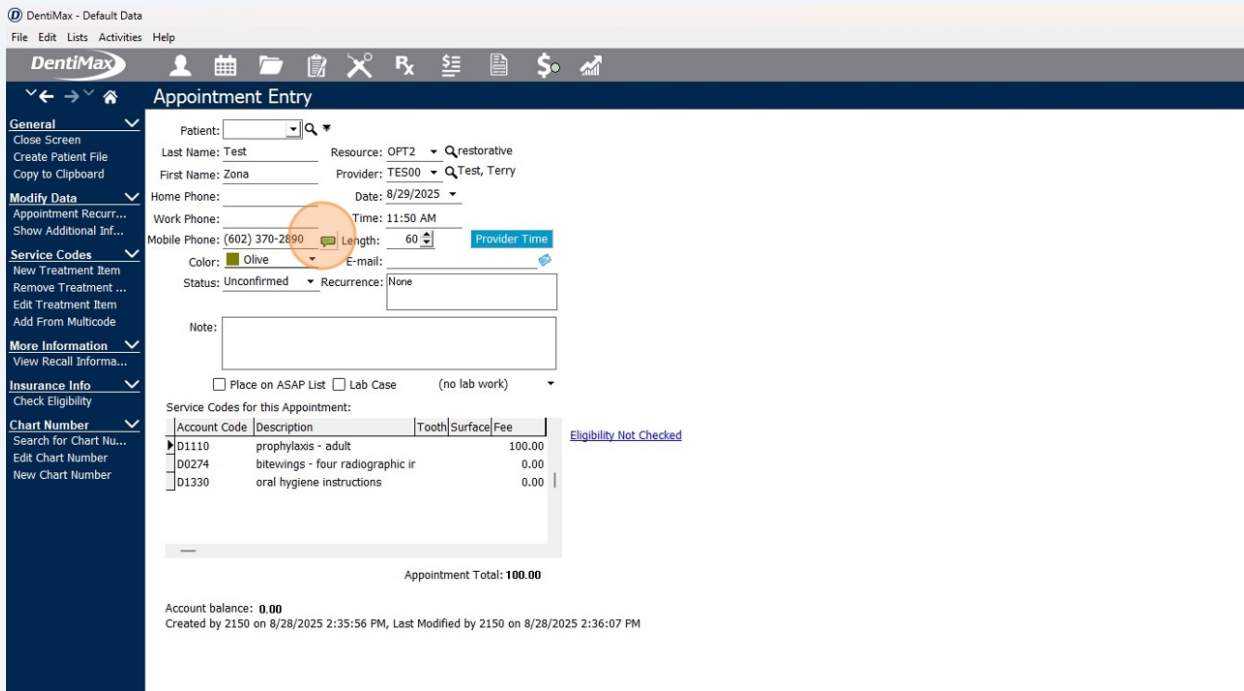 DentiMax - Default Data
File Edit Lists Activities Help
DentiMax
Appointment Entry
General
Close Screen
Create Patient File
Copy to Clipboard
Modify Data
Appointment Recurr...
Show Additional Inf...
Service Codes
New Treatment Item
Remove Treatment ...
Edit Treatment Item
Add From Multicode
More Information
View Recall Informa...
Insurance Info
Check Eligibility
Chart Number
Search for Chart Nu...
Edit Chart Number
New Chart Number
Patient:
Last Name: Test Resource: OPT2 restorative
First Name: Zona Provider: TES00 Test, Terry
Home Phone: Date: 8/29/2025
Work Phone: Time: 11:50 AM
Mobile Phone: (602) 370-2890 Length: 60 Provider Time
Color: Olive E-mail:
Status: Unconfirmed Recurrence: None
Note:
Place on ASAP List Lab Case (no lab work)
Service Codes for this Appointment:
Account Code Description Tooth Surface Fee
D1110 prophylaxis - adult 100.00
D0274 bitewings - four radiographic ir 0.00
D1330 oral hygiene instructions 0.00
Eligibility Not Checked
Appointment Total: 100.00
Account balance: 0.00
Created by 2150 on 8/28/2025 2:35:56 PM, Last Modified by 2150 on 8/28/2025 2:36:07 PM